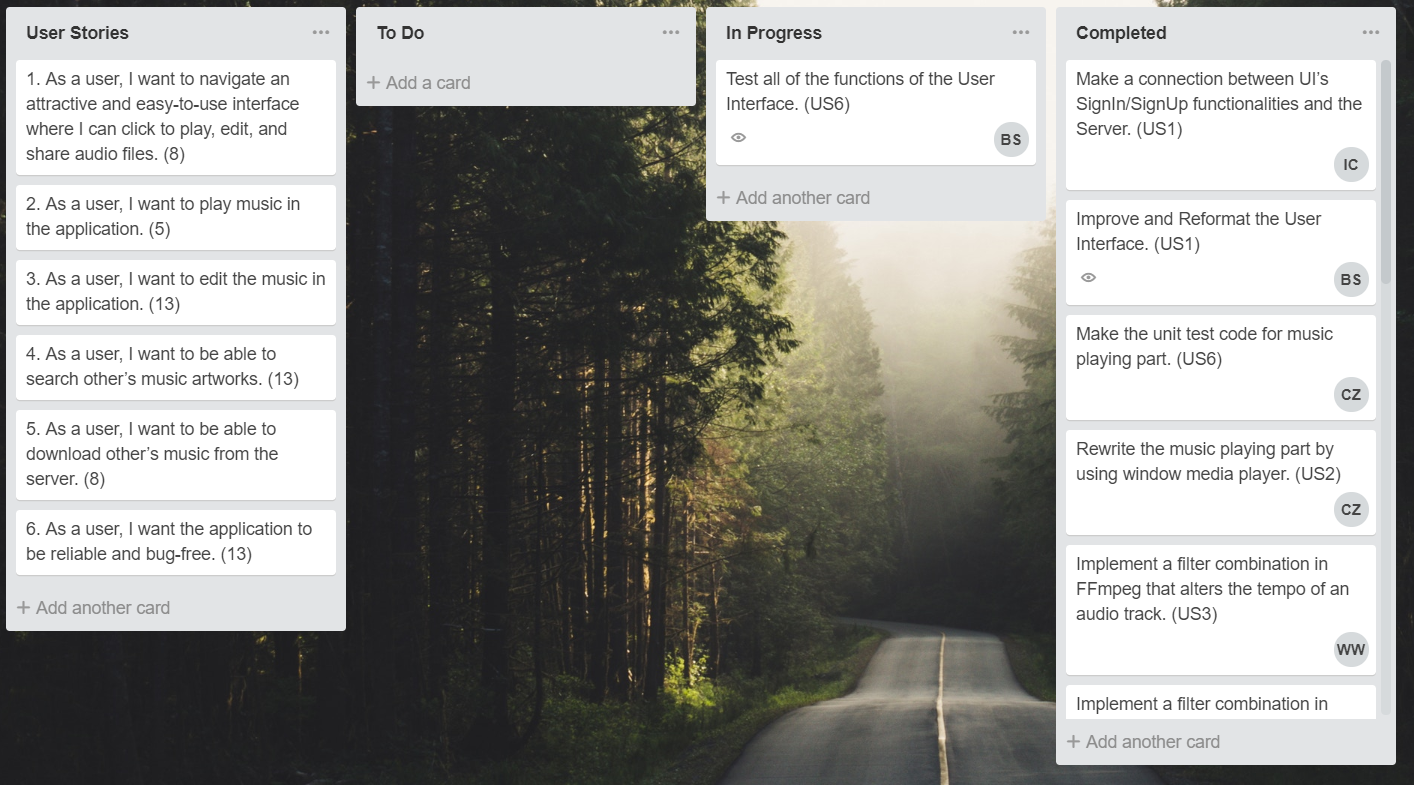 User Stories
1. As a user, I want to navigate an
attractive and easy-to-use interface
where I can click to play, edit, and
share audio files. (8)
2. As a user, I want to play music in
the application. (5)
3. As a user, I want to edit the music in
the application. (13)
4. As a user, I want to be able to
search other’s music artworks. (13)
5. As a user, I want to be able to
download other’s music from the
server. (8)
6. As a user, I want the application to
be reliable and bug-free. (13)
+ Add another card
To Do
+ Add a card
In Progress
Test all of the functions of the User
Interface. (US6)
BS
+ Add another card
Completed
Make a connection between UI’s
SignIn/SignUp functionalities and the
Server. (US1)
IC
Improve and Reformat the User
Interface. (US1)
BS
Make the unit test code for music
playing part. (US6)
CZ
Rewrite the music playing part by
using window media player. (US2)
CZ
Implement a filter combination in
FFmpeg that alters the tempo of an
audio track. (US3)
WW
Implement a filter combination in
+ Add another card